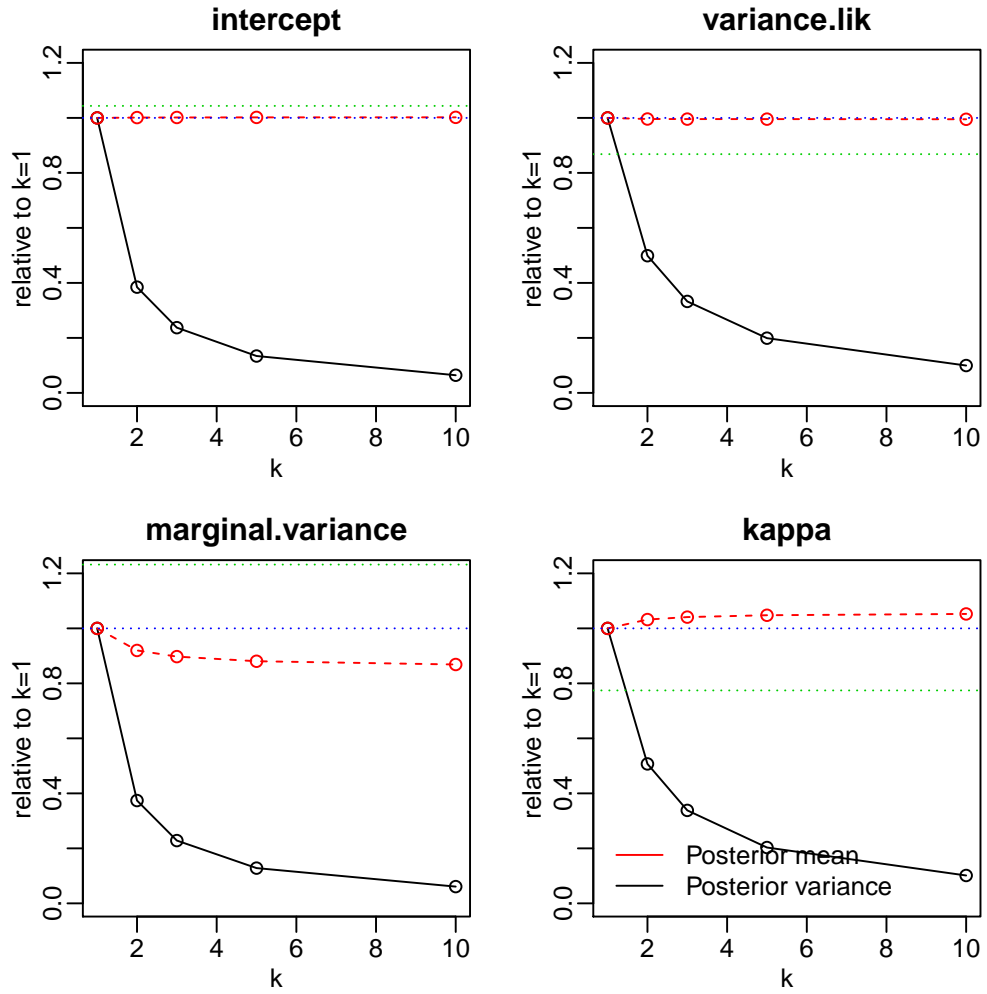 intercept
relative to k=1
0.0 0.4 0.8 1.2
2 4 6 8 10
k
variance.lik
relative to k=1
0.0 0.4 0.8 1.2
2 4 6 8 10
k
marginal.variance
relative to k=1
0.0 0.4 0.8 1.2
2 4 6 8 10
k
kappa
relative to k=1
0.0 0.4 0.8 1.2
Posterior mean
Posterior variance
2 4 6 8 10
k